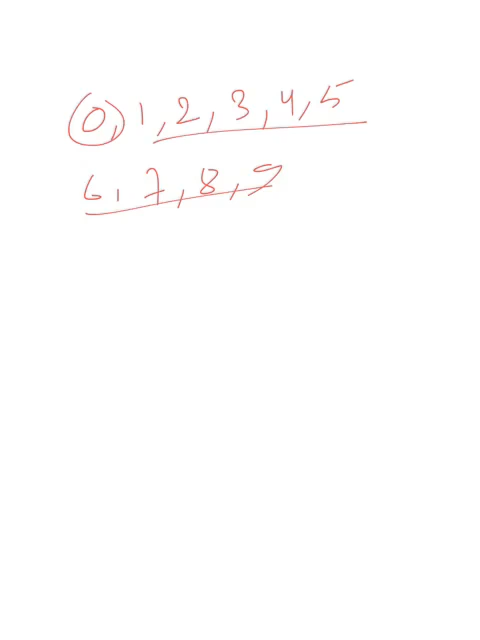 0, 1, 2, 3, 4, 5
6, 7, 8, 9